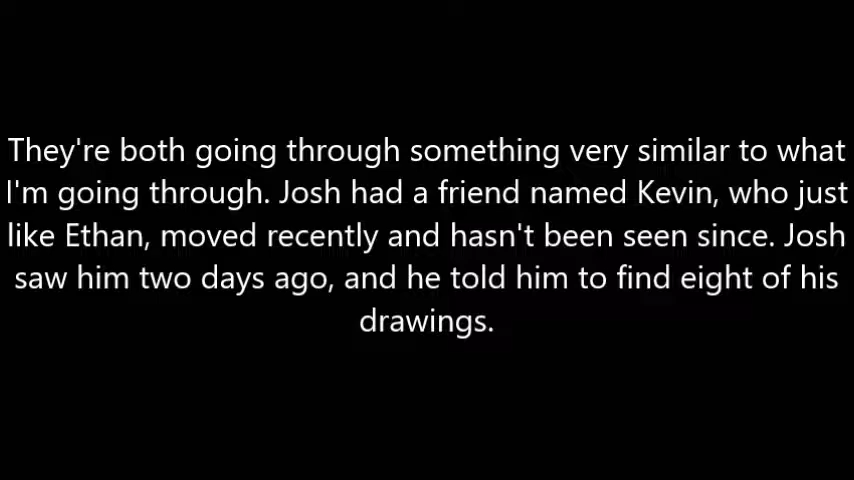 They're both going through something very similar to what
I'm going through. Josh had a friend named Kevin, who just
like Ethan, moved recently and hasn't been seen since. Josh
saw him two days ago, and he told him to find eight of his
drawings.